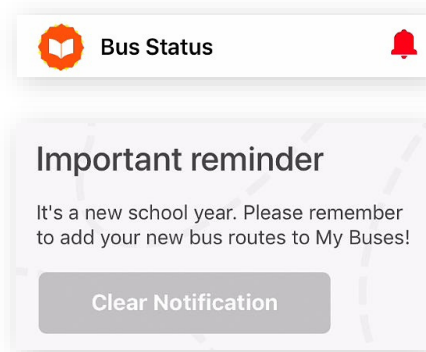 Bus Status
Important reminder
It's a new school year. Please remember
to add your new bus routes to My Buses!
Clear Notification